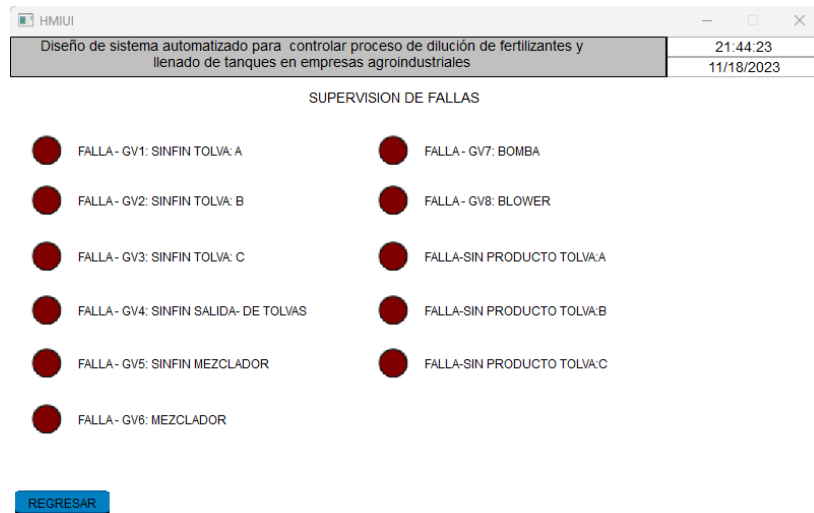 HMIUI
Diseño de sistema automatizado para controlar proceso de dilución de fertilizantes y
llenado de tanques en empresas agroindustriales
21:44:23
11/18/2023
SUPERVISION DE FALLAS
FALLA - GV1: SINFIN TOLVA: A
FALLA - GV2: SINFIN TOLVA: B
FALLA - GV3: SINFIN TOLVA: C
FALLA - GV4: SINFIN SALIDA- DE TOLVAS
FALLA - GV5: SINFIN MEZCLADOR
FALLA - GV6: MEZCLADOR
FALLA - GV7: BOMBA
FALLA - GV8: BLOWER
FALLA-SIN PRODUCTO TOLVA:A
FALLA-SIN PRODUCTO TOLVA:B
FALLA-SIN PRODUCTO TOLVA:C
REGRESAR